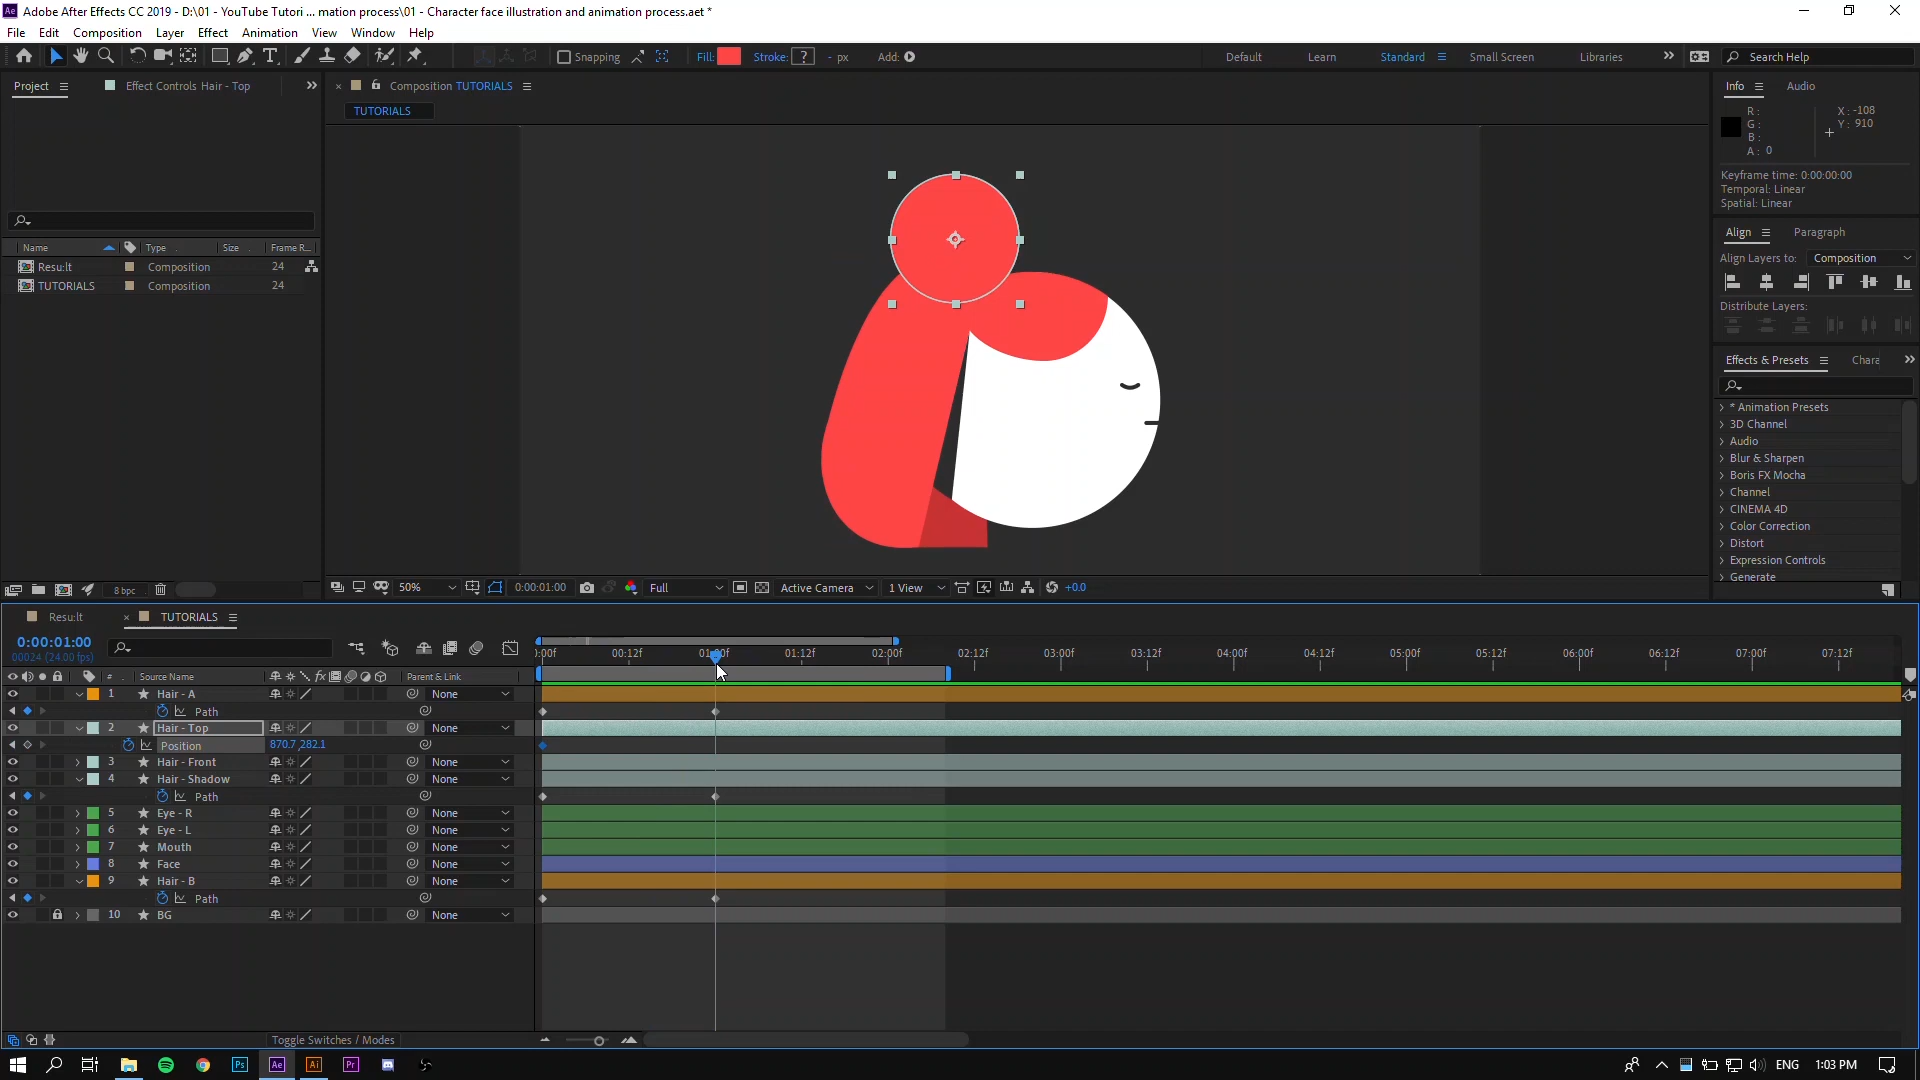 Ae Adobe After Effects CC 2019 - D:\01 - YouTube Tutori ... mation process\01 - Character face illustration and animation process.aet *
File Edit Composition Layer Effect Animation View Window Help
Snapping Fill: Stroke: ? - px Add: Default Learn Standard Small Screen Libraries Search Help
Project Effect Controls Hair - Top Composition TUTORIALS Info Audio
TUTORIALS
R: X: -108
G: Y: 910
B:
A: 0
Keyframe time: 0:00:00:00
Temporal: Linear
Spatial: Linear
Align Paragraph
Name Type Size Frame R...
Align Layers to: Composition
Resu:lt Composition 24
TUTORIALS Composition 24
Distribute Layers:
Effects & Presets Chara
* Animation Presets
3D Channel
Audio
Blur & Sharpen
Boris FX Mocha
Channel
CINEMA 4D
Color Correction
Distort
Expression Controls
Generate
8 bpc 50% 0:00:01:00 Full Active Camera 1 View +0.0
Resu:lt TUTORIALS
0:00:01:00
00024 (24.00 fps)
):00f 00:12f 01:00f 01:12f 02:00f 02:12f 03:00f 03:12f 04:00f 04:12f 05:00f 05:12f 06:00f 06:12f 07:00f 07:12f
# Source Name fx Parent & Link
1 Hair - A None
Path
2 Hair - Top None
Position 870.7,282.1
3 Hair - Front None
4 Hair - Shadow None
Path
5 Eye - R None
6 Eye - L None
7 Mouth None
8 Face None
9 Hair - B None
Path
10 BG None
Toggle Switches / Modes
Ps Ae Ai Pr ENG 1:03 PM